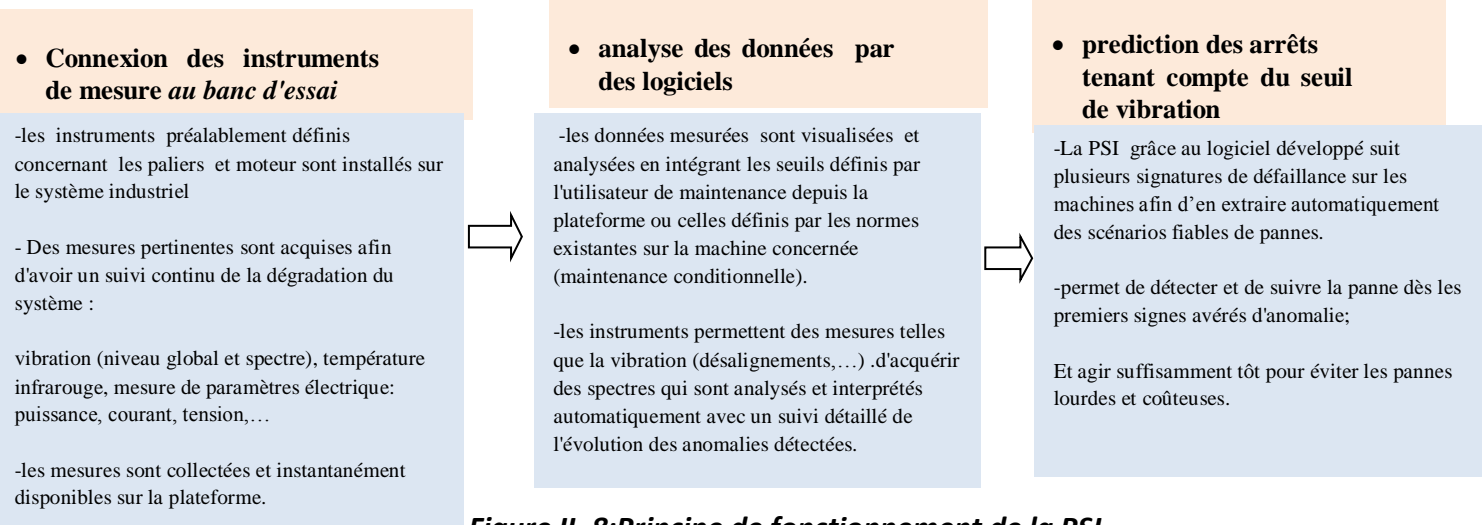 • Connexion des instruments
de mesure au banc d'essai
-les instruments préalablement définis
concernant les paliers et moteur sont installés sur
le système industriel
- Des mesures pertinentes sont acquises afin
d'avoir un suivi continu de la dégradation du
système :
vibration (niveau global et spectre), température
infrarouge, mesure de paramètres électrique:
puissance, courant, tension,…
-les mesures sont collectées et instantanément
disponibles sur la plateforme.
• analyse des données par
des logiciels
-les données mesurées sont visualisées et
analysées en intégrant les seuils définis par
l'utilisateur de maintenance depuis la
plateforme ou celles définis par les normes
existantes sur la machine concernée
(maintenance conditionnelle).
-les instruments permettent des mesures telles
que la vibration (désalignements,…) .d'acquérir
des spectres qui sont analysés et interprétés
automatiquement avec un suivi détaillé de
l'évolution des anomalies détectées.
• prediction des arrêts
tenant compte du seuil
de vibration
-La PSI grâce au logiciel développé suit
plusieurs signatures de défaillance sur les
machines afin d’en extraire automatiquement
des scénarios fiables de pannes.
-permet de détecter et de suivre la panne dès les
premiers signes avérés d'anomalie;
Et agir suffisamment tôt pour éviter les pannes
lourdes et coûteuses.
Figure II. 8:Principe de fonctionnement de la PSI